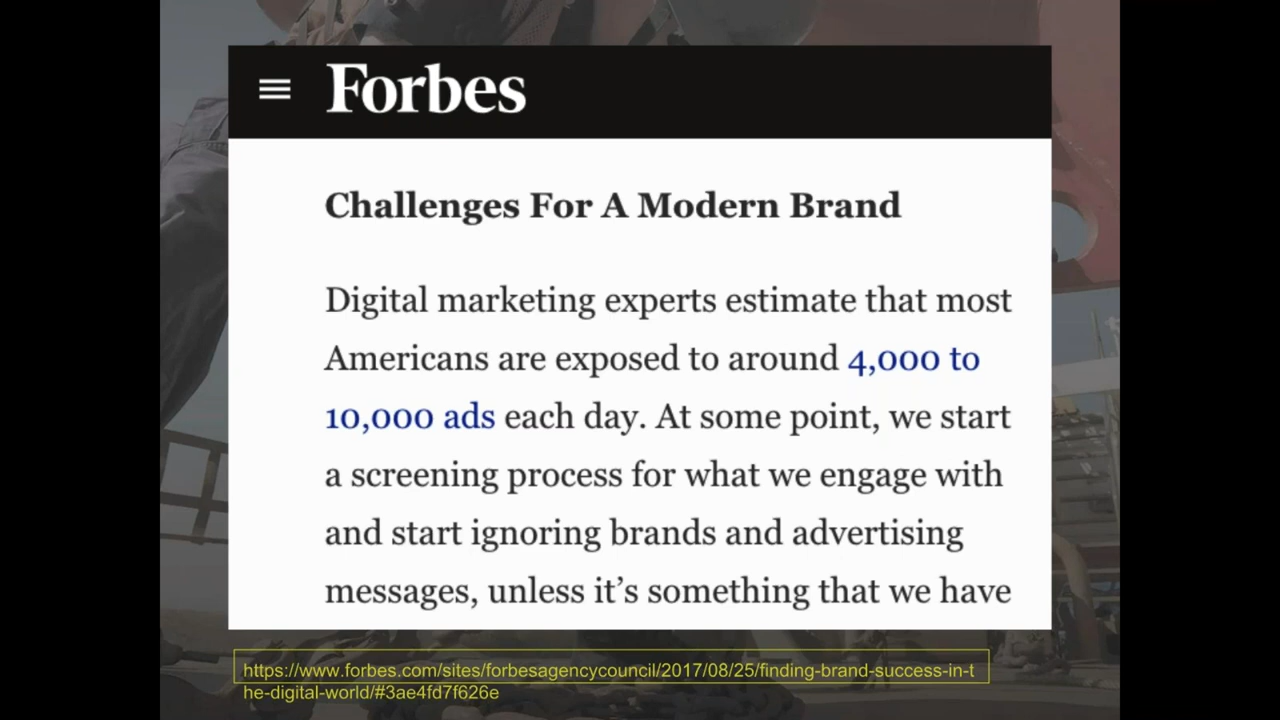 Forbes
Challenges For A Modern Brand
Digital marketing experts estimate that most
Americans are exposed to around 4,000 to
10,000 ads each day. At some point, we start
a screening process for what we engage with
and start ignoring brands and advertising
messages, unless it’s something that we have
https://www.forbes.com/sites/forbesagencycouncil/2017/08/25/finding-brand-success-in-t
he-digital-world/#3ae4fd7f626e